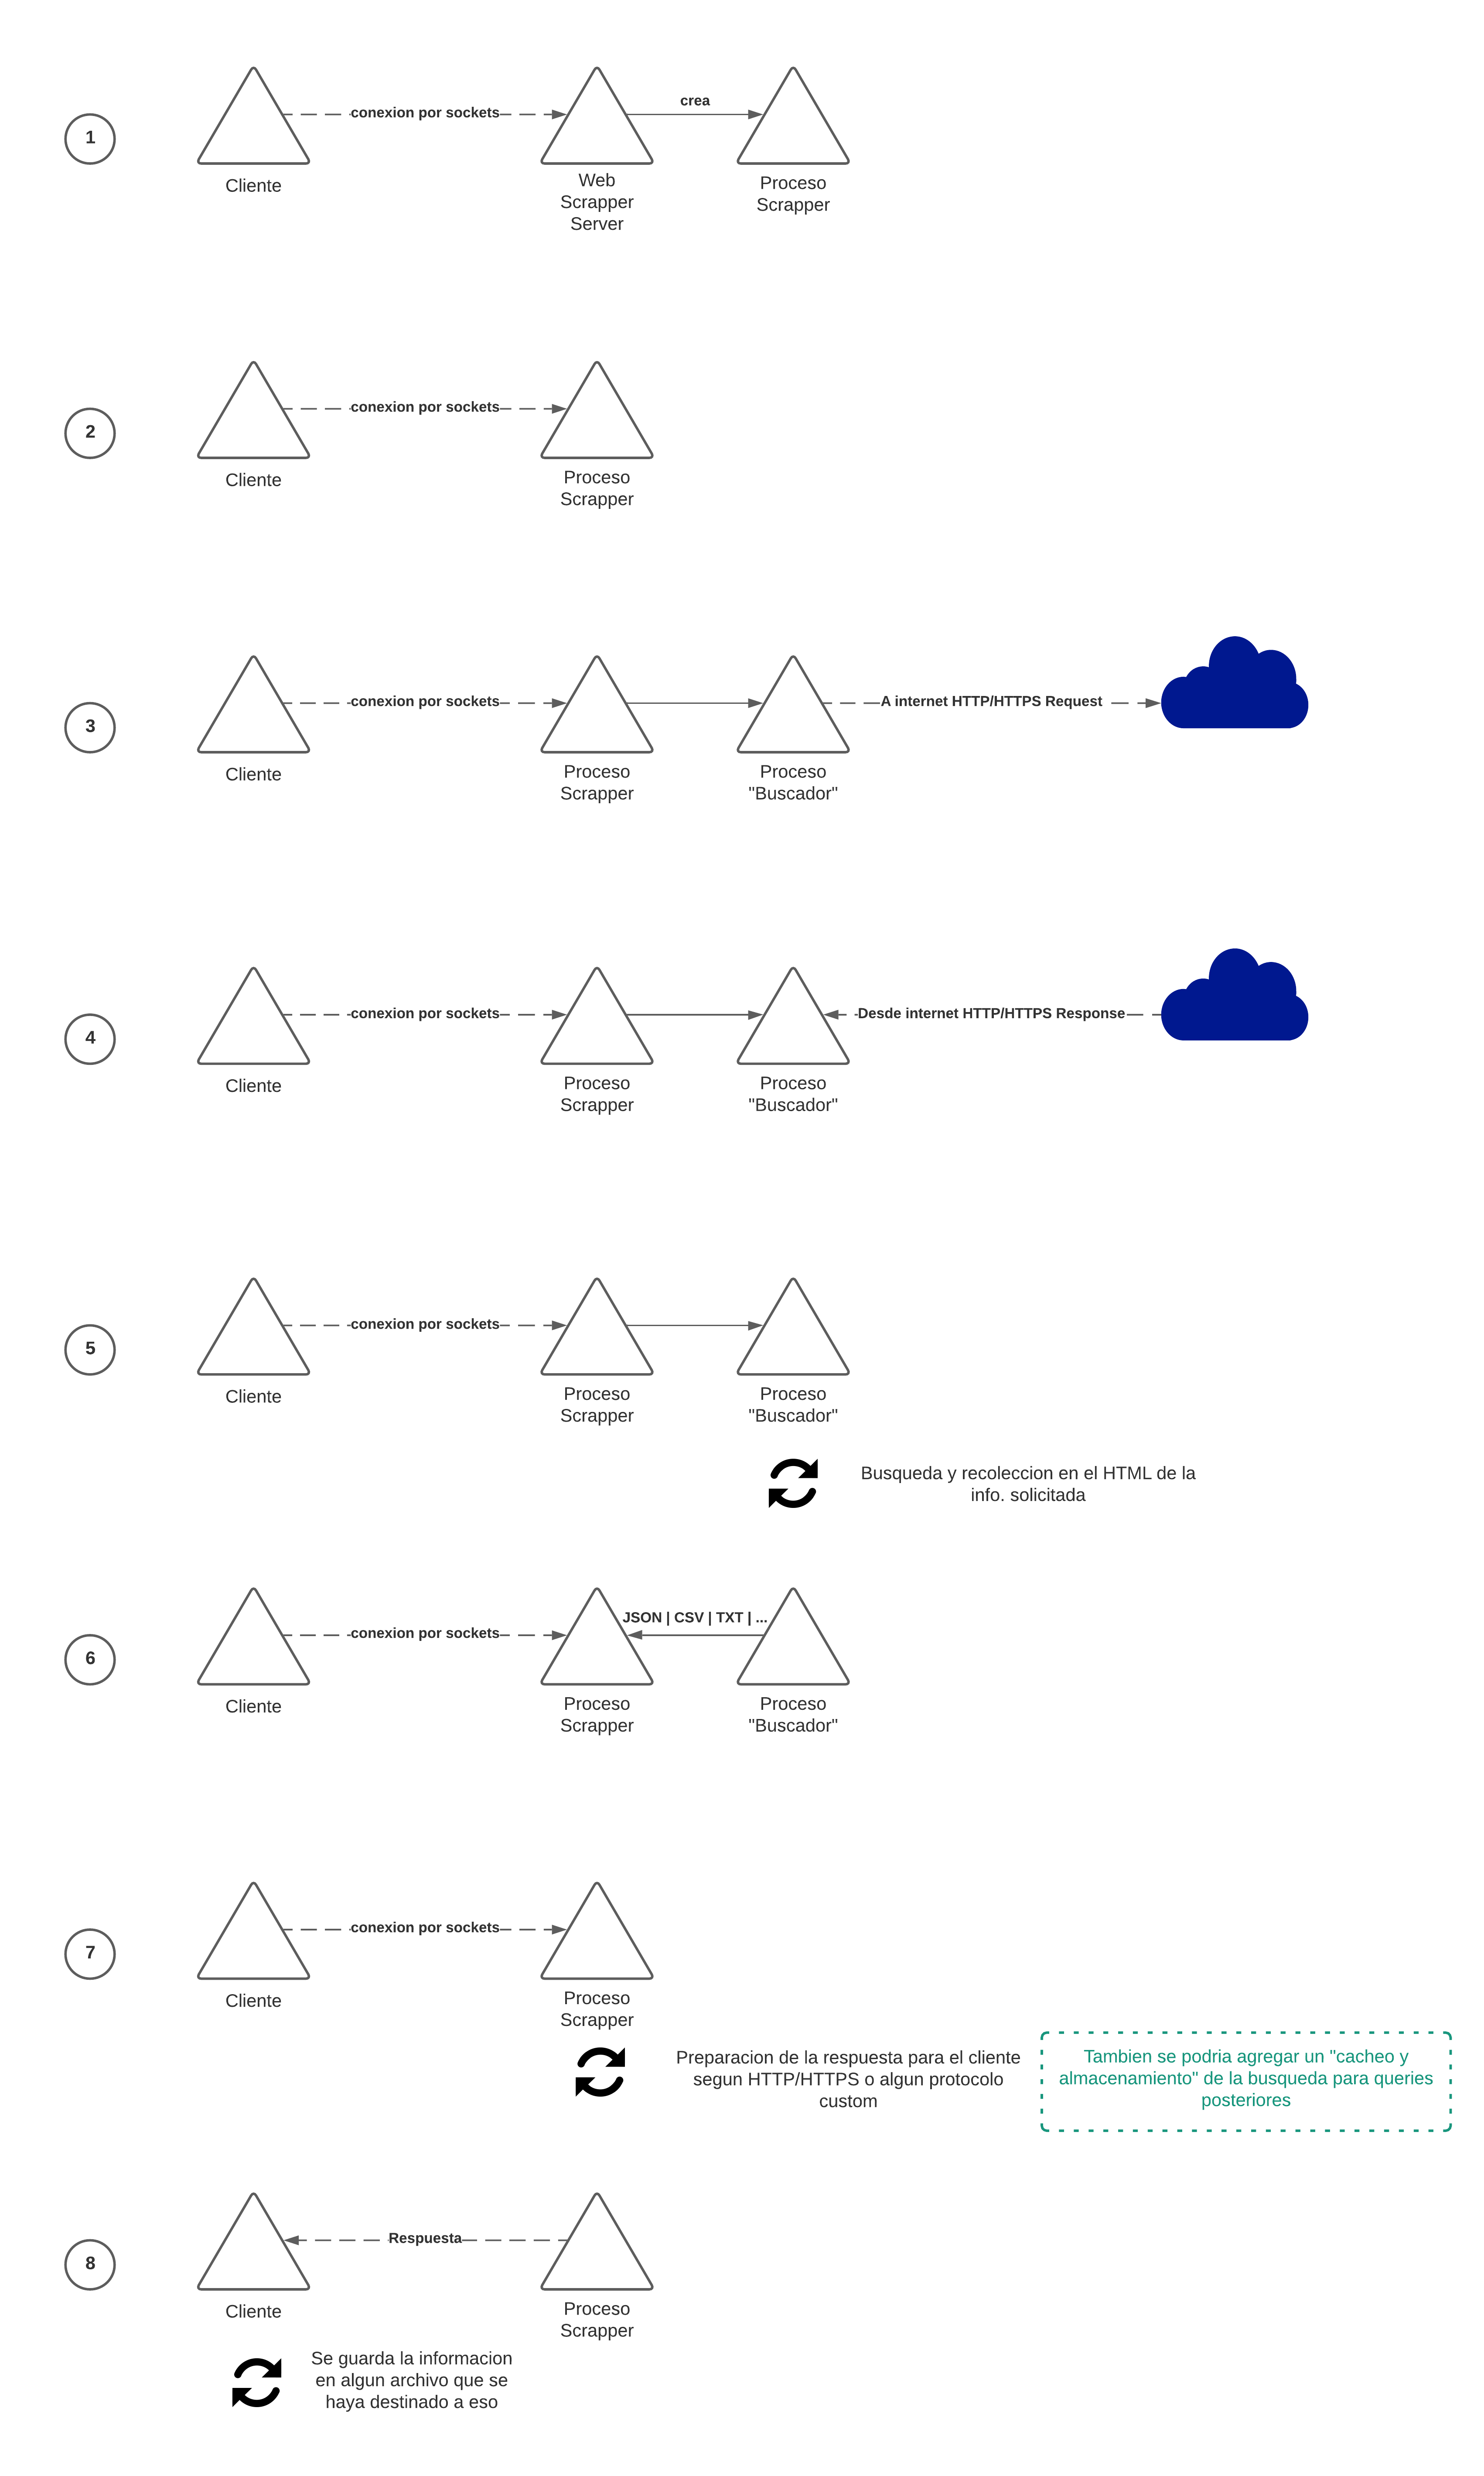 conexion por sockets
crea
1
Cliente
Web
Scrapper
Server
Proceso
Scrapper
conexion por sockets
2
Cliente
Proceso
Scrapper
conexion por sockets
A internet HTTP/HTTPS Request
3
Cliente
Proceso
Scrapper
Proceso
"Buscador"
conexion por sockets
Desde internet HTTP/HTTPS Response
4
Cliente
Proceso
Scrapper
Proceso
"Buscador"
conexion por sockets
5
Cliente
Proceso
Scrapper
Proceso
"Buscador"
Busqueda y recoleccion en el HTML de la
info. solicitada
JSON | CSV | TXT | ...
conexion por sockets
6
Cliente
Proceso
Scrapper
Proceso
"Buscador"
conexion por sockets
7
Cliente
Proceso
Scrapper
Preparacion de la respuesta para el cliente
segun HTTP/HTTPS o algun protocolo
custom
Tambien se podria agregar un "cacheo y
almacenamiento" de la busqueda para queries
posteriores
Respuesta
8
Cliente
Proceso
Scrapper
Se guarda la informacion
en algun archivo que se
haya destinado a eso